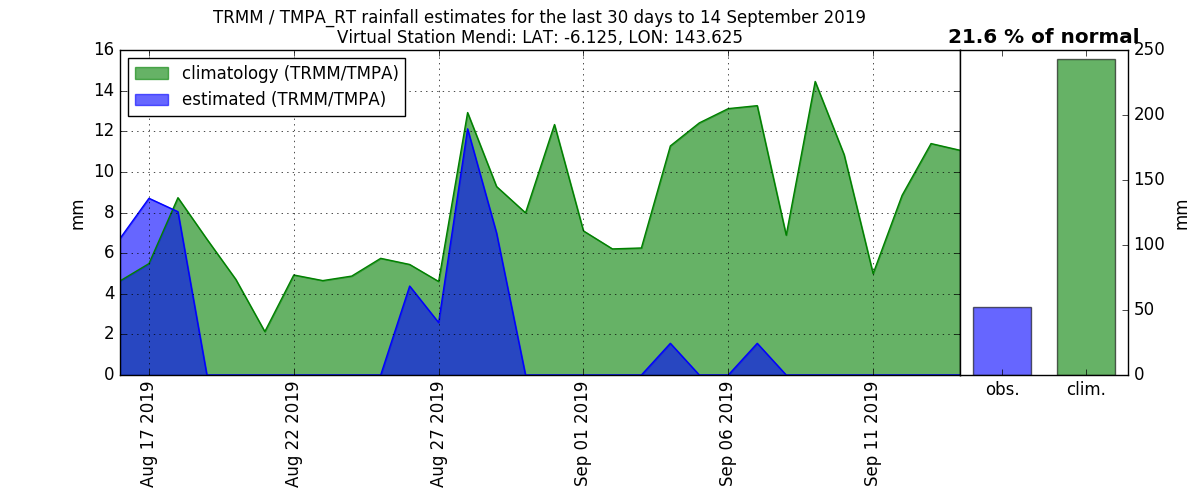 TRMM / TMPA_RT rainfall estimates for the last 30 days to 14 September 2019
Virtual Station Mendi: LAT: -6.125, LON: 143.625
21.6 % of normal
climatology (TRMM/TMPA)
estimated (TRMM/TMPA)
16
14
12
10
8
6
4
2
0
mm
Aug 17 2019
Aug 22 2019
Aug 27 2019
Sep 01 2019
Sep 06 2019
Sep 11 2019
250
200
150
100
50
0
mm
obs.
clim.